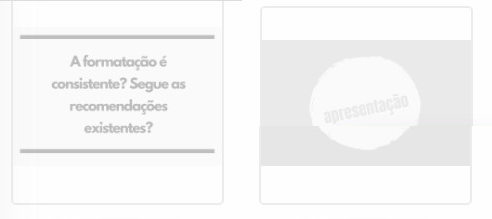 A formatação é
consistente? Segue as
recomendações
existentes?
apresentação